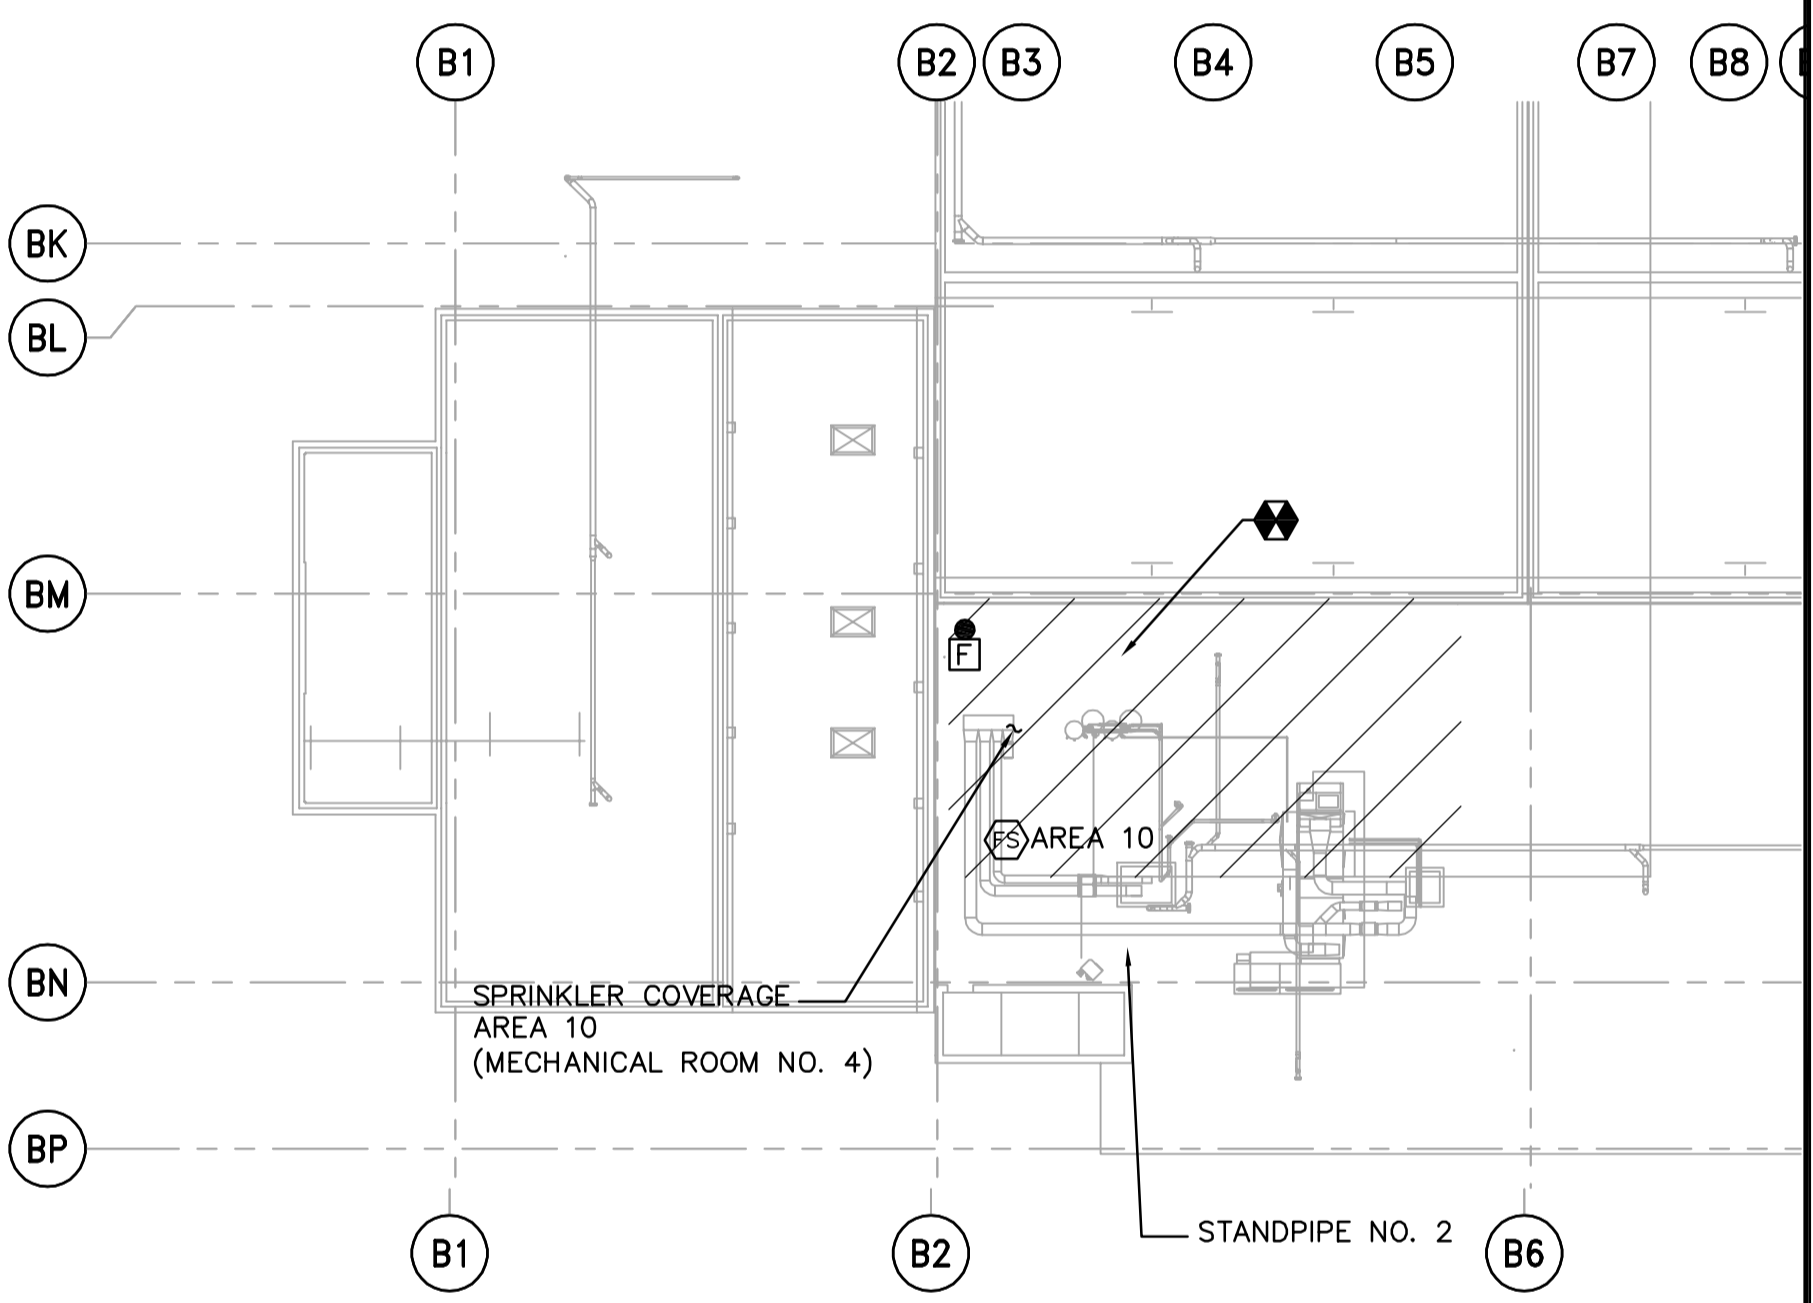 B1
B2
B3
B4
B5
B7
B8
BK
BL
BM
F
FS
AREA 10
BN
SPRINKLER COVERAGE
AREA 10
(MECHANICAL ROOM NO. 4)
BP
STANDPIPE NO. 2
B1
B2
B6